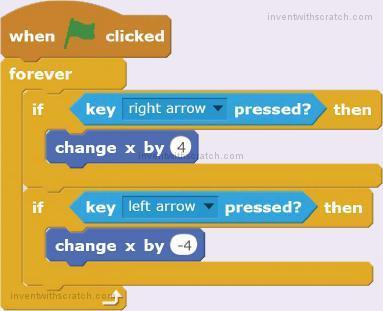 inventwithscratch.com
when clicked
forever
if key right arrow pressed? then
change x by 4
inventwithscratch.com
if key left arrow pressed? then
change x by -4
inventwithscratch.com